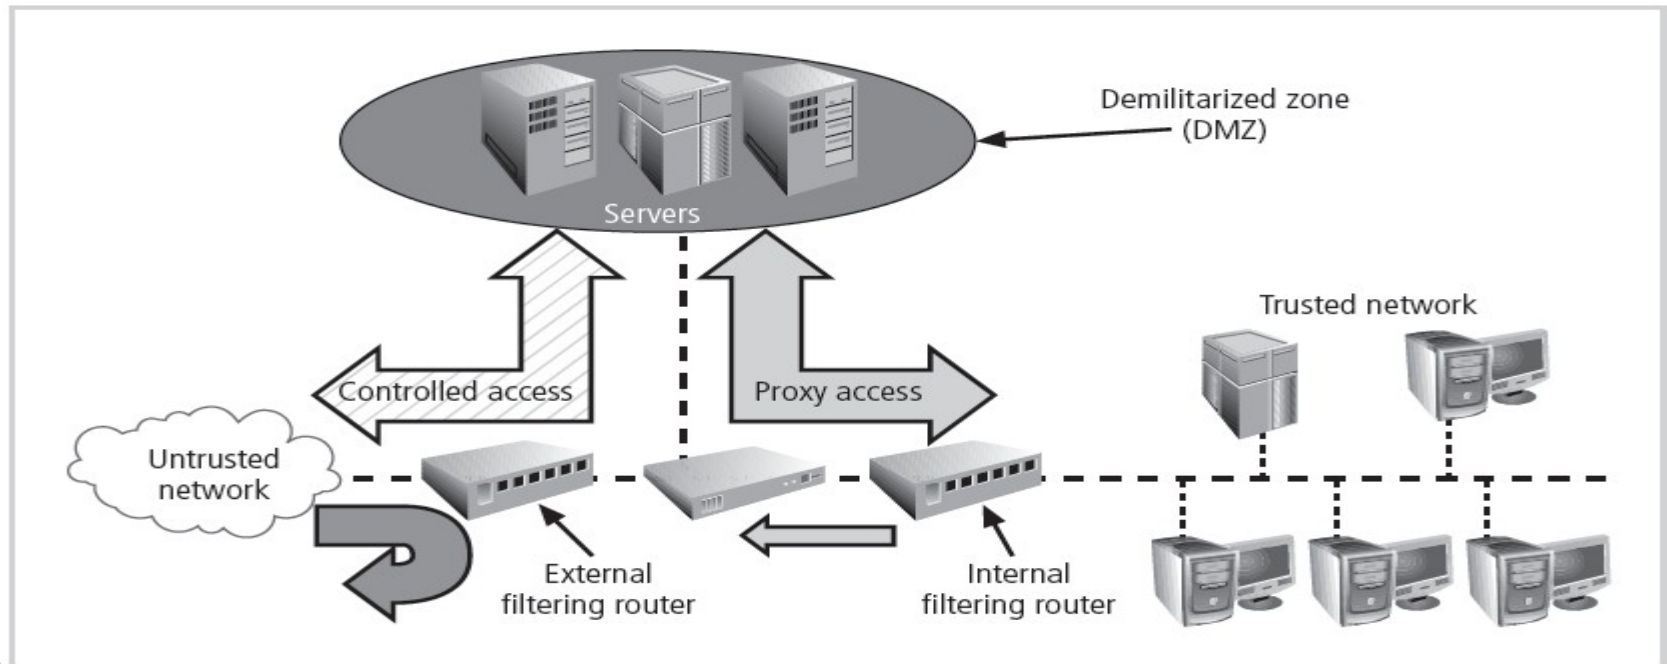 Demilitarized zone
(DMZ)
Servers
Trusted network
Controlled access
Proxy access
Untrusted
network
External
filtering router
Internal
filtering router